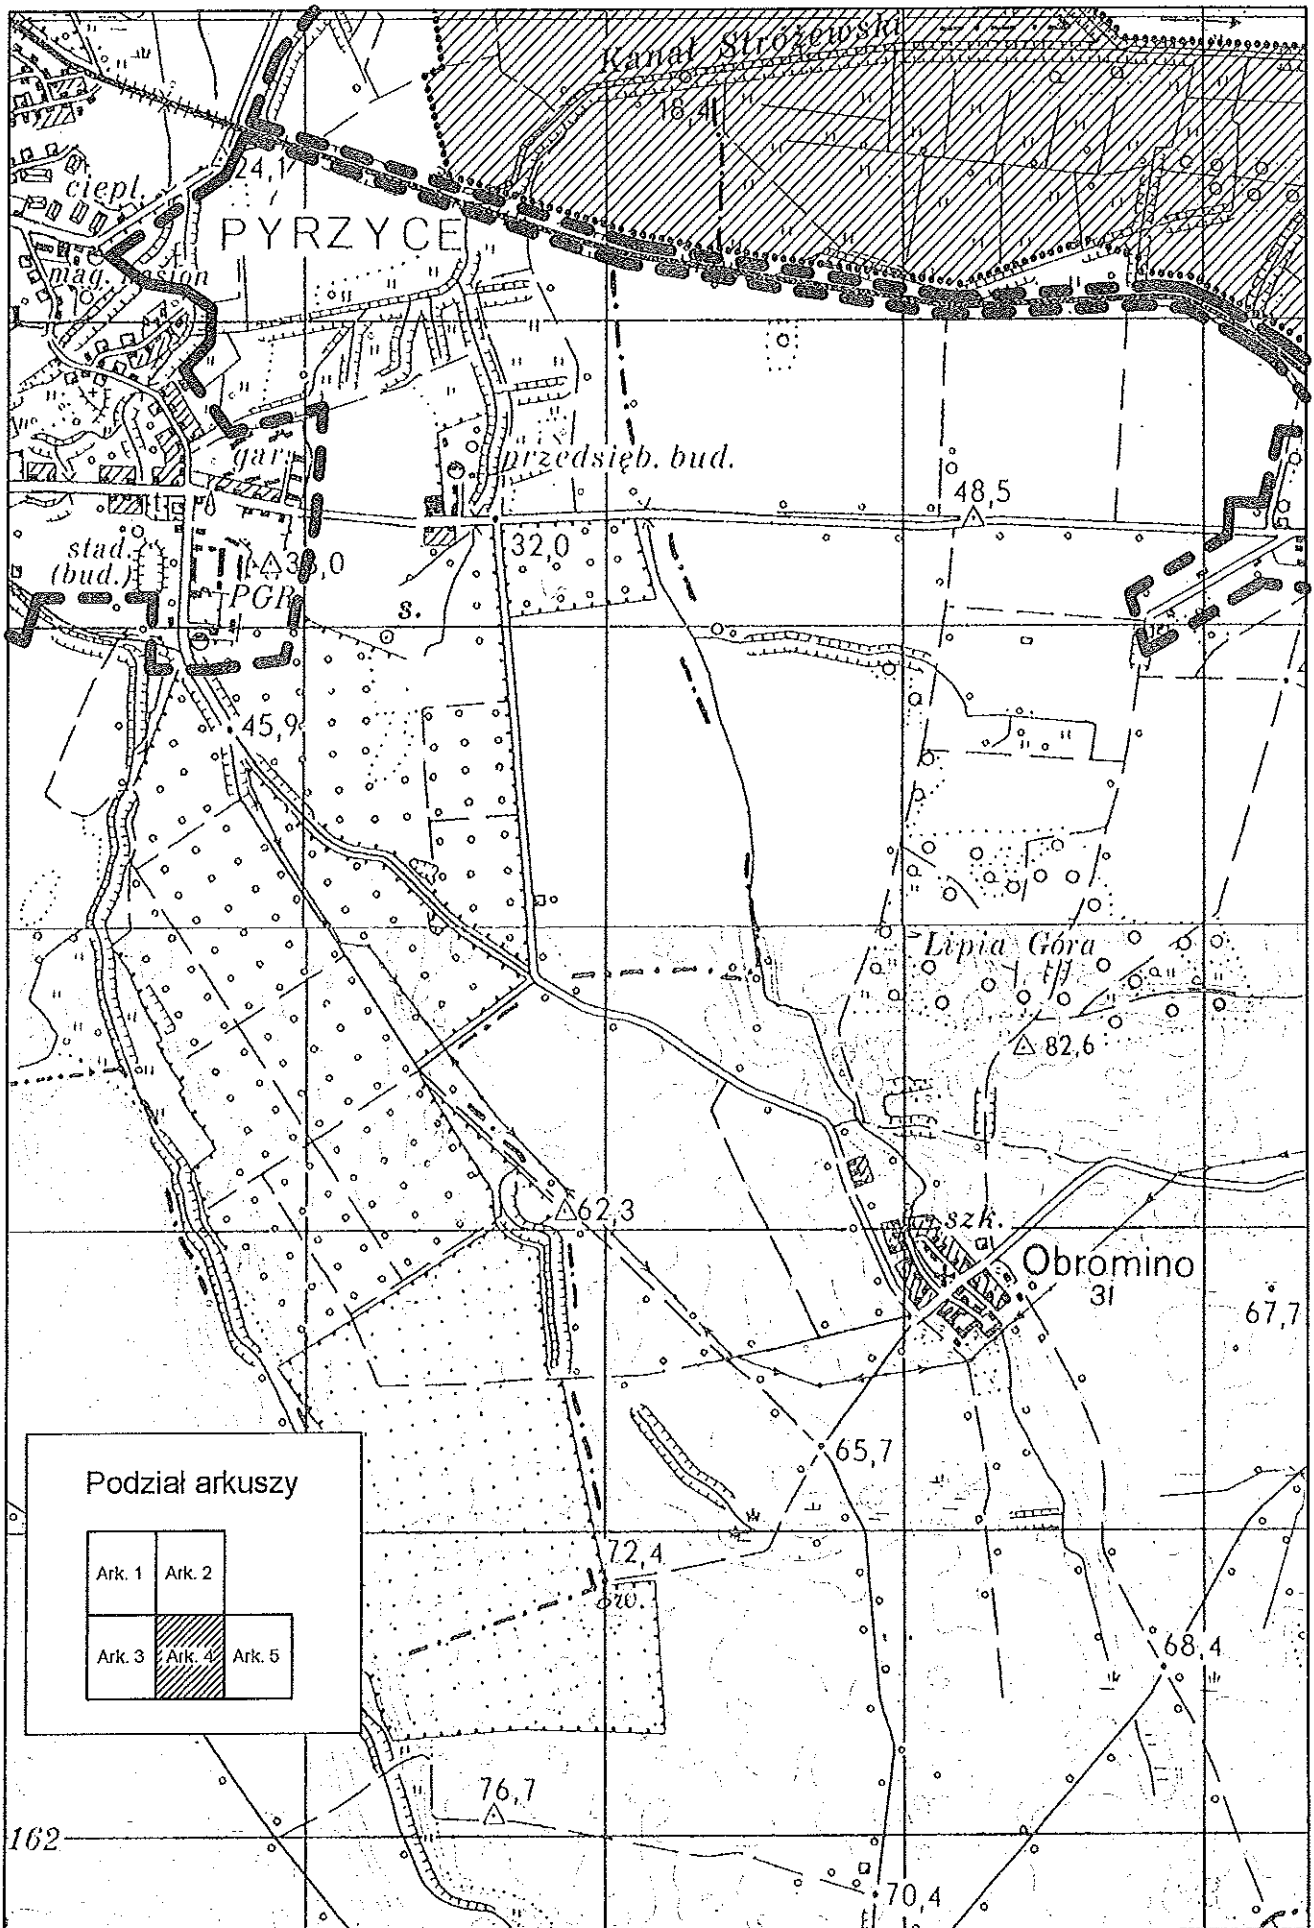 Kanał Stróżewski
18,4
24,1
ciepl.
PYRZYCE
mag. nasion
gar.
przedsięb. bud.
48,5
stad.
(bud.)
32,0
PGR
s.
45,9
Lipia Góra
82,6
62,3
szk.
Obromino
31
67,7
65,7
Podział arkuszy
72,4
Ark. 1
Ark. 2
Ark. 3
Ark. 4
Ark. 5
68,4
76,7
162
70,4